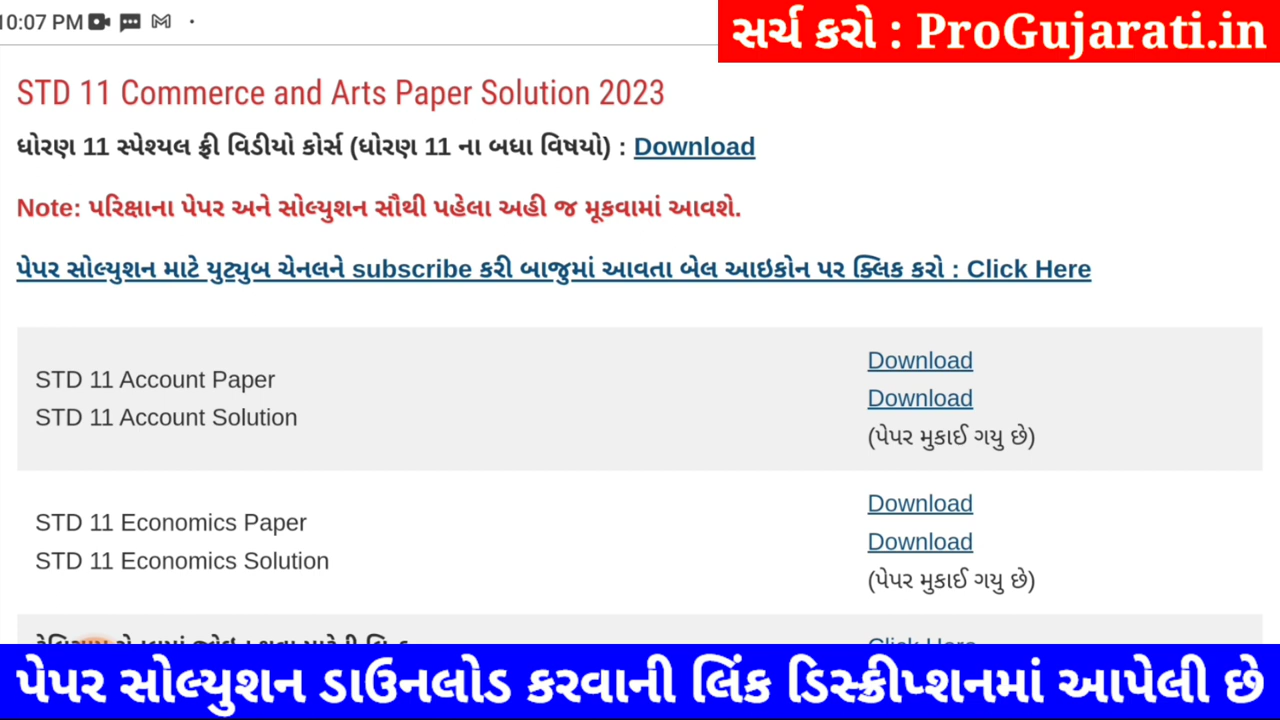 10:07 PM
સર્ચ કરો : ProGujarati.in
STD 11 Commerce and Arts Paper Solution 2023
ધોરણ 11 સ્પેશ્યલ ફ્રી વિડીયો કોર્સ (ધોરણ 11 ના બધા વિષયો) : Download
Note: પરિક્ષાના પેપર અને સોલ્યુશન સૌથી પહેલા અહી જ મૂકવામાં આવશે.
પેપર સોલ્યુશન માટે યુટ્યુબ ચેનલને subscribe કરી બાજુમાં આવતા બેલ આઇકોન પર ક્લિક કરો : Click Here
STD 11 Account Paper
STD 11 Account Solution
Download
Download
(પેપર મુકાઈ ગયુ છે)
STD 11 Economics Paper
STD 11 Economics Solution
Download
Download
(પેપર મુકાઈ ગયુ છે)
Click Here
પેપર સોલ્યુશન ડાઉનલોડ કરવાની લિંક ડિસ્ક્રીપ્શનમાં આપેલી છે